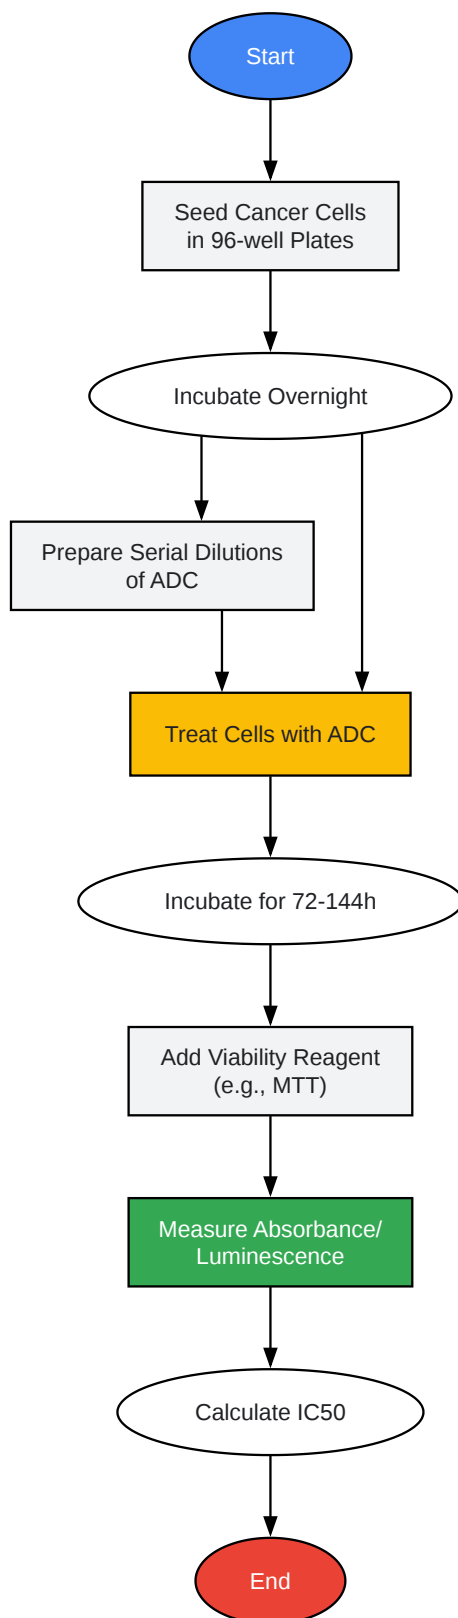 Start
Seed Cancer Cells
in 96-well Plates
Incubate Overnight
Prepare Serial Dilutions
of ADC
Treat Cells with ADC
Incubate for 72-144h
Add Viability Reagent
(e.g., MTT)
Measure Absorbance/
Luminescence
Calculate IC50
End